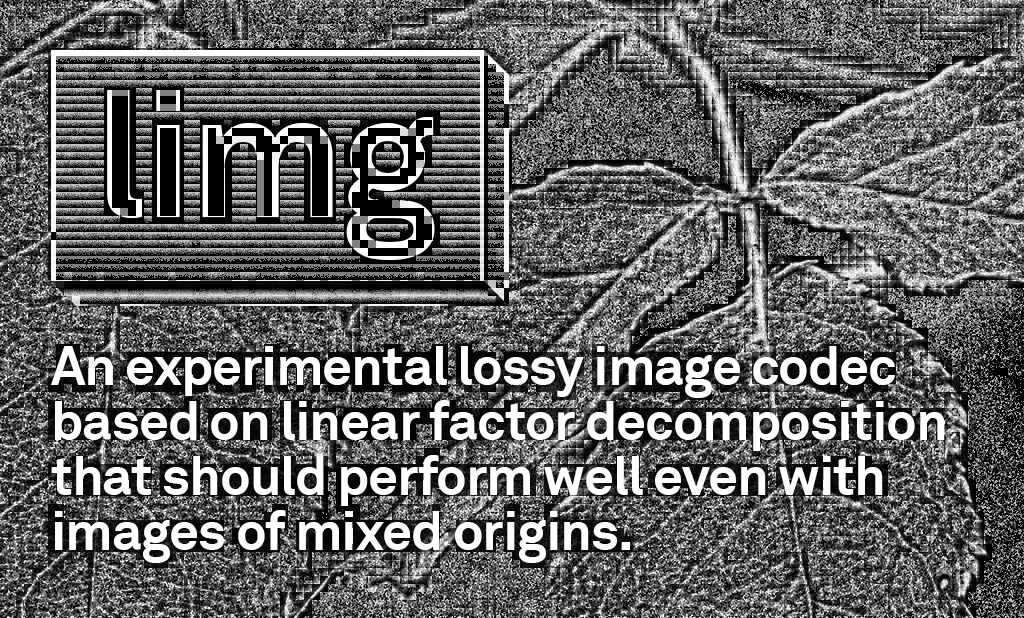 limg
An experimental lossy image codec
based on linear factor decomposition
that should perform well even with
images of mixed origins.